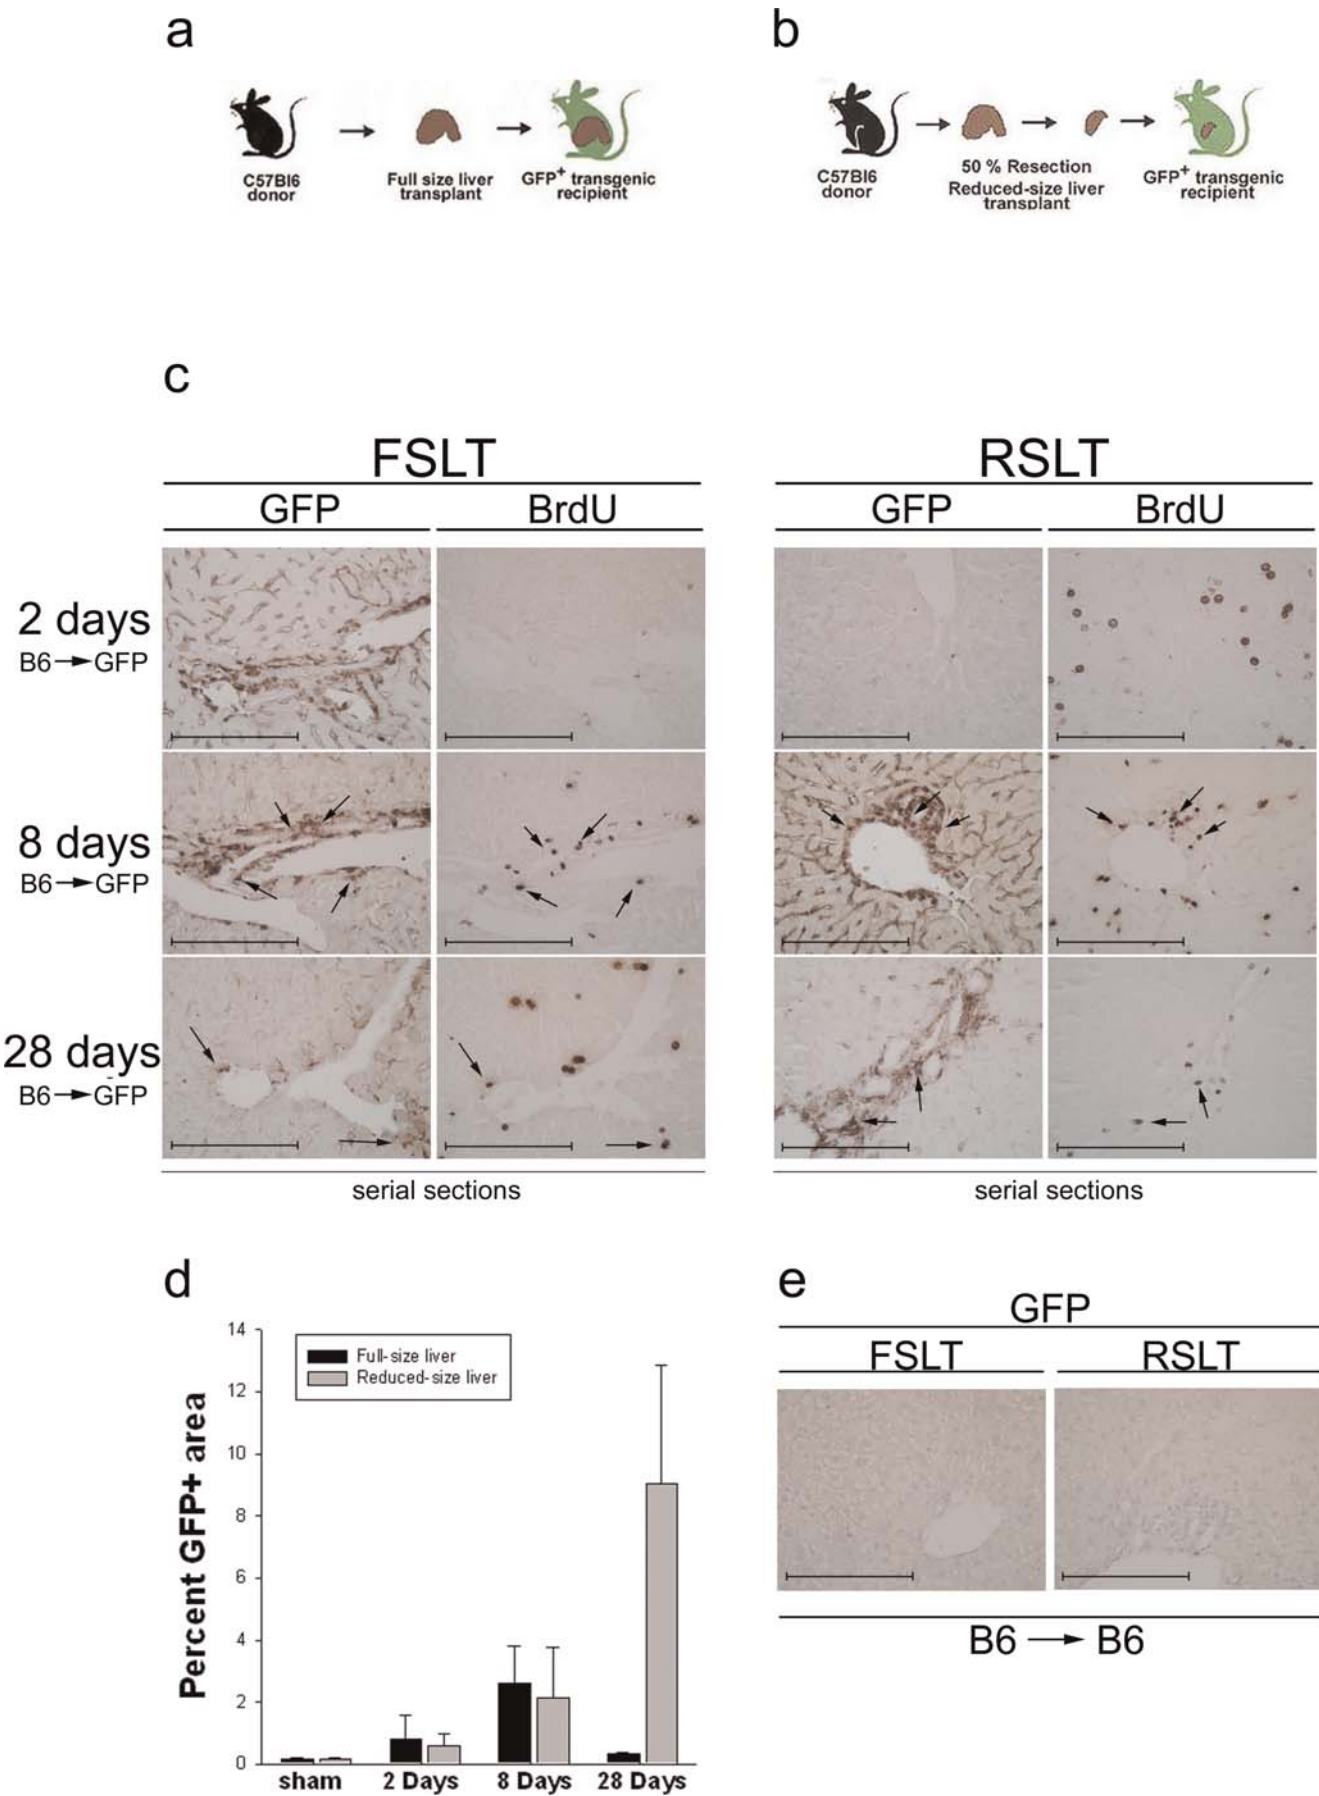 a
b
C57Bl6
donor
Full size liver
transplant
GFP+ transgenic
recipient
C57Bl6
donor
50 % Resection
Reduced-size liver
transplant
GFP+ transgenic
recipient
c
FSLT
RSLT
GFP
BrdU
GFP
BrdU
2 days
B6→GFP
8 days
B6→GFP
28 days
B6→GFP
serial sections
serial sections
d
e
GFP
FSLT
RSLT
B6 → B6
14
12
10
8
6
4
2
0
Percent GFP+ area
Full-size liver
Reduced-size liver
sham
2 Days
8 Days
28 Days